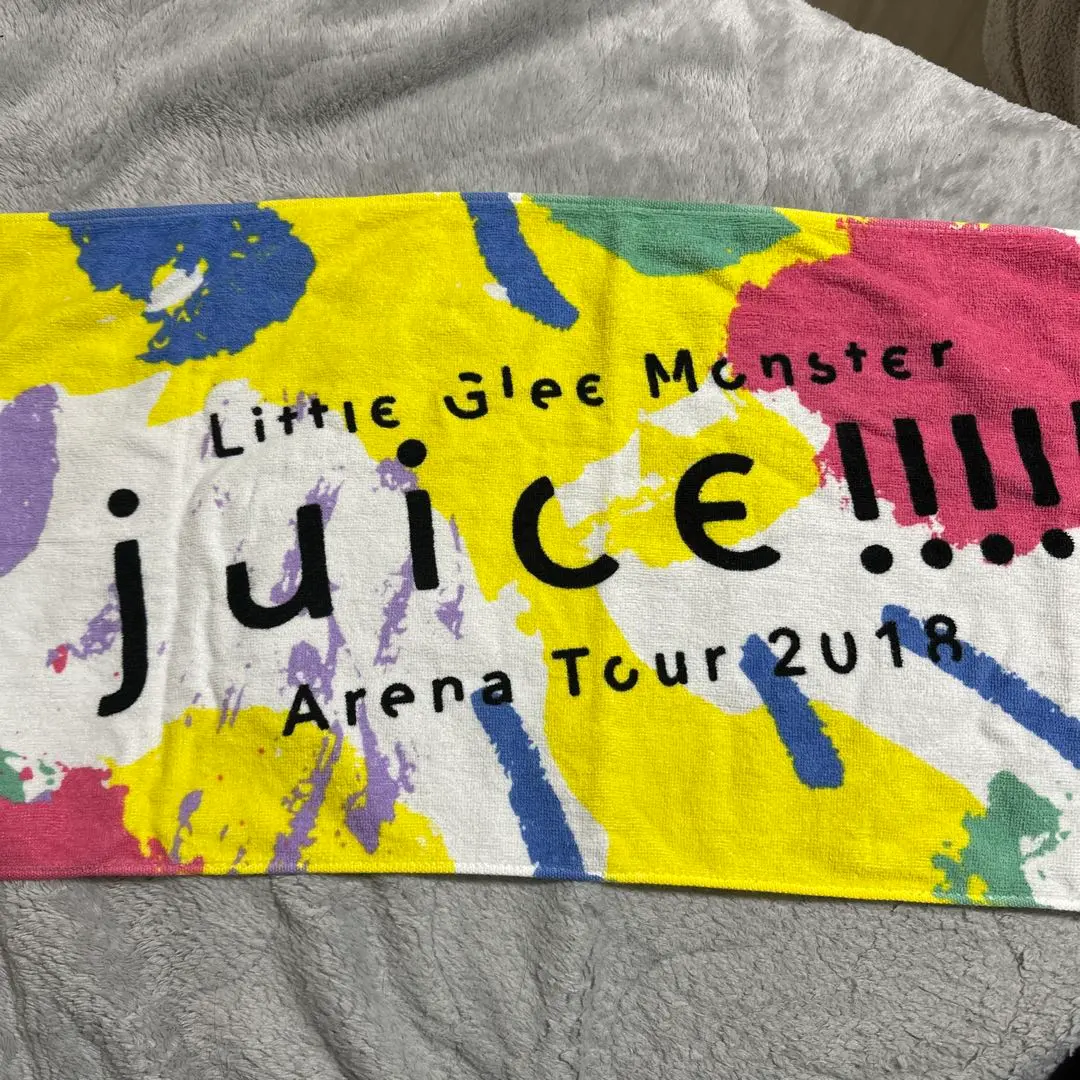 Little Glee Monster
juice !!!!!
Arena Tour 2018